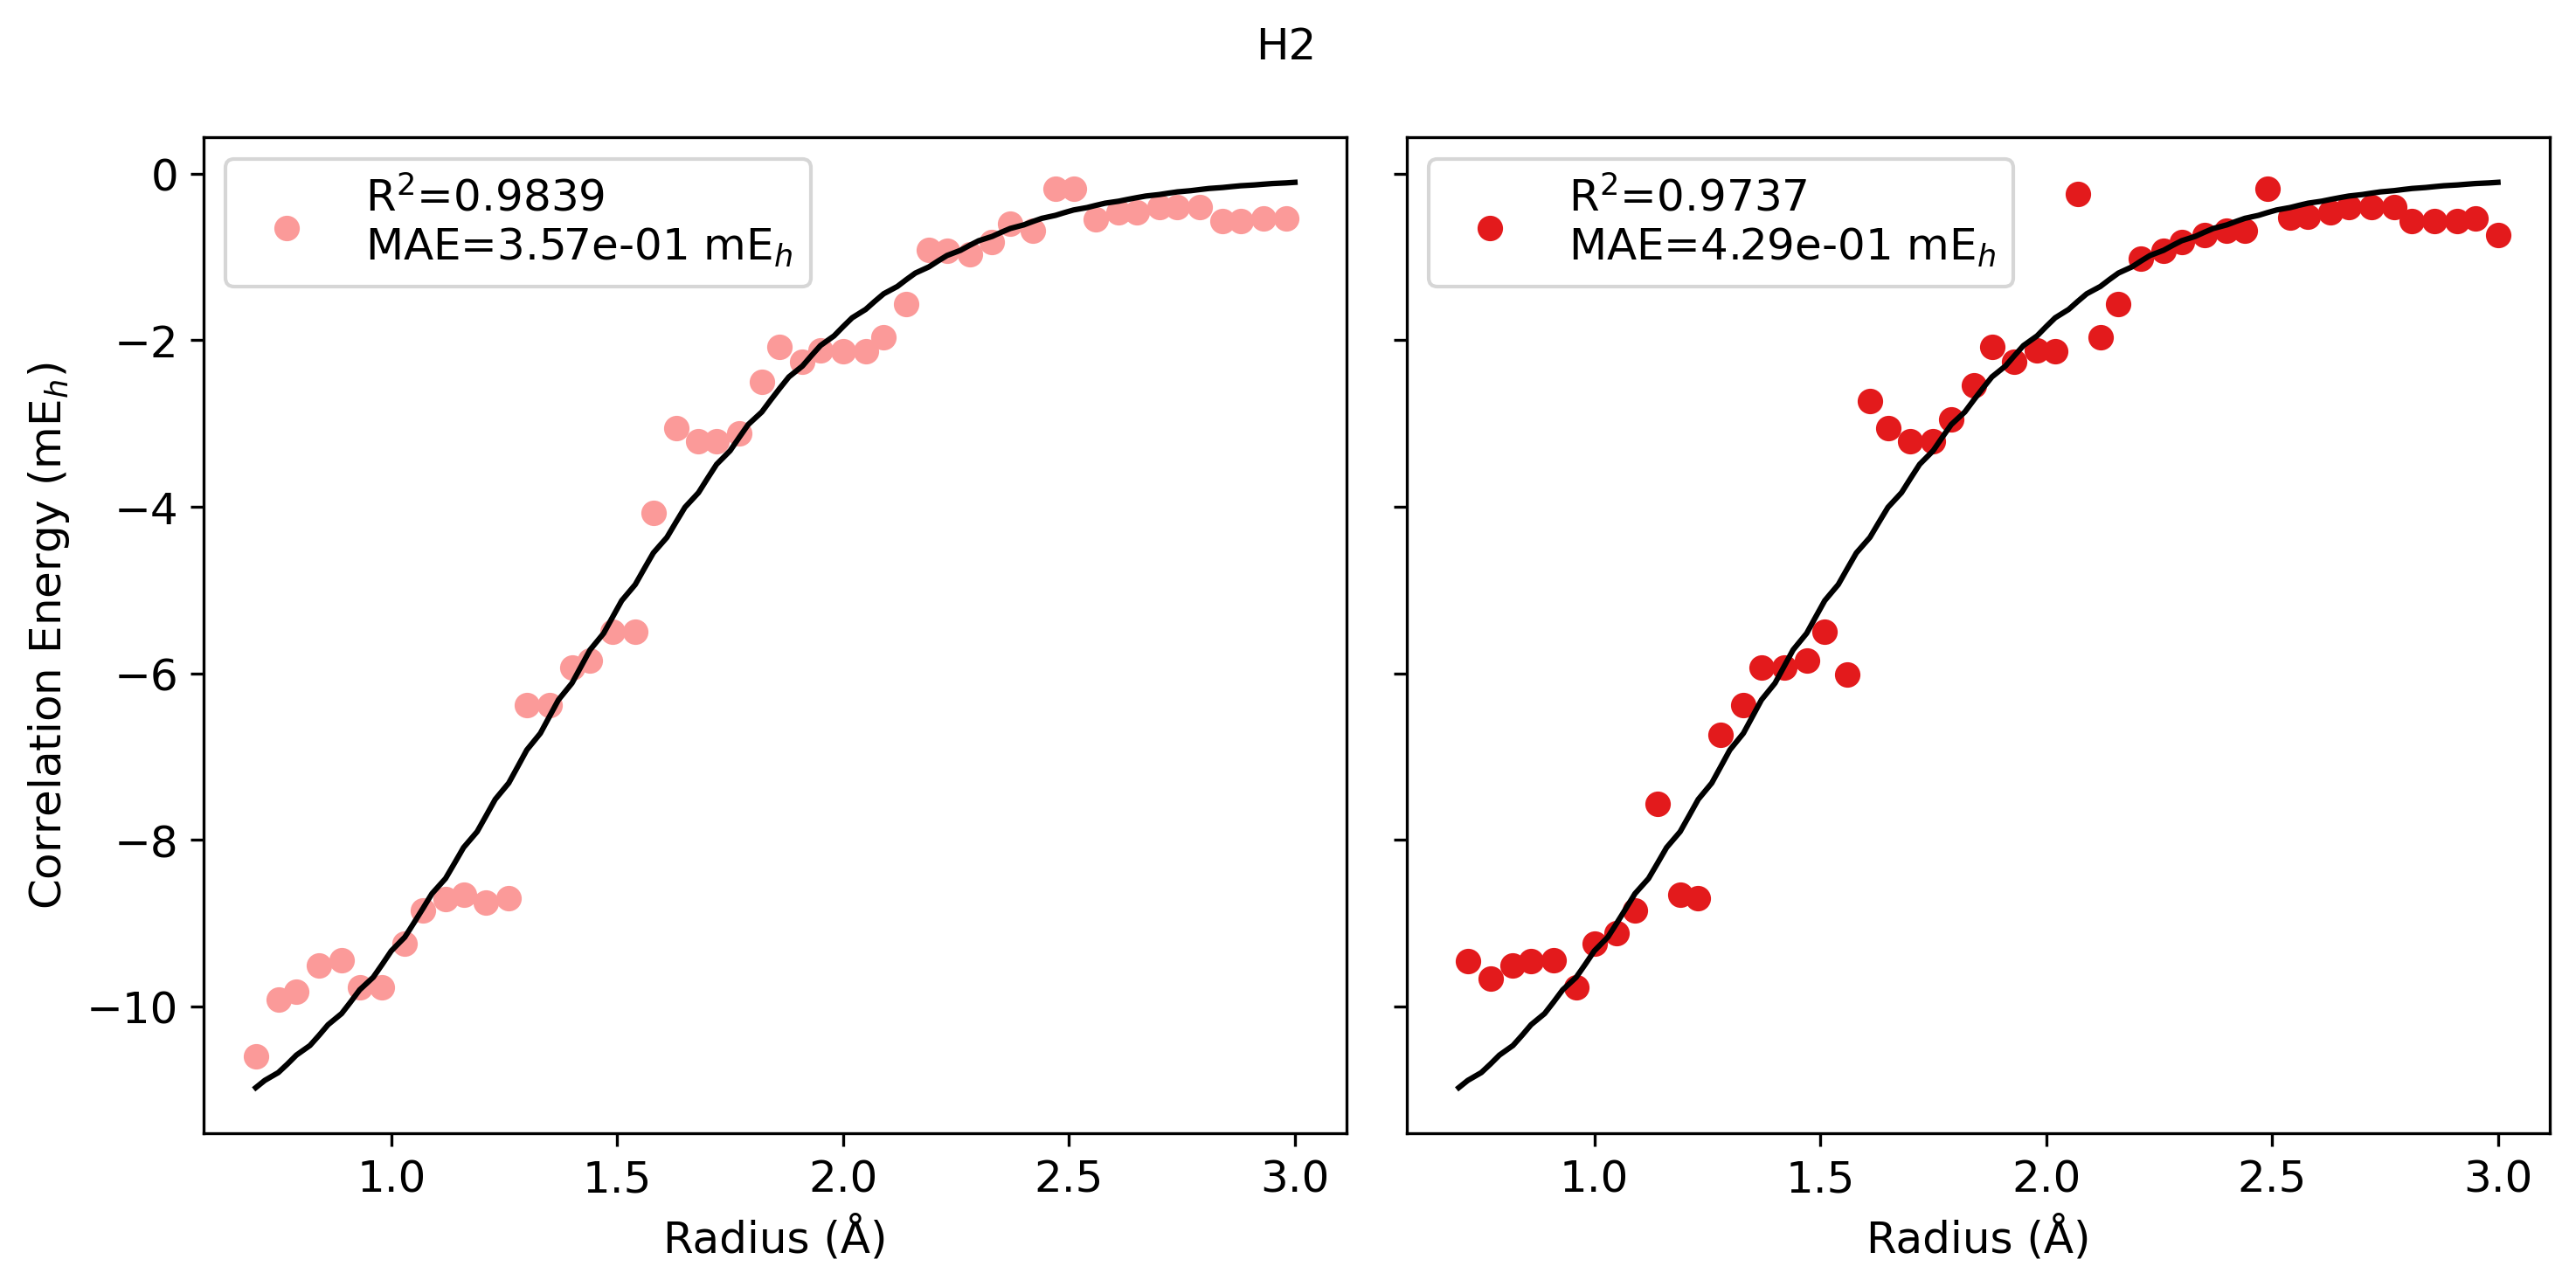 H2
R²=0.9839
MAE=3.57e-01 mEₕ
R²=0.9737
MAE=4.29e-01 mEₕ
Correlation Energy (mEₕ)
0
−2
−4
−6
−8
−10
1.0 1.5 2.0 2.5 3.0
1.0 1.5 2.0 2.5 3.0
Radius (Å)
Radius (Å)